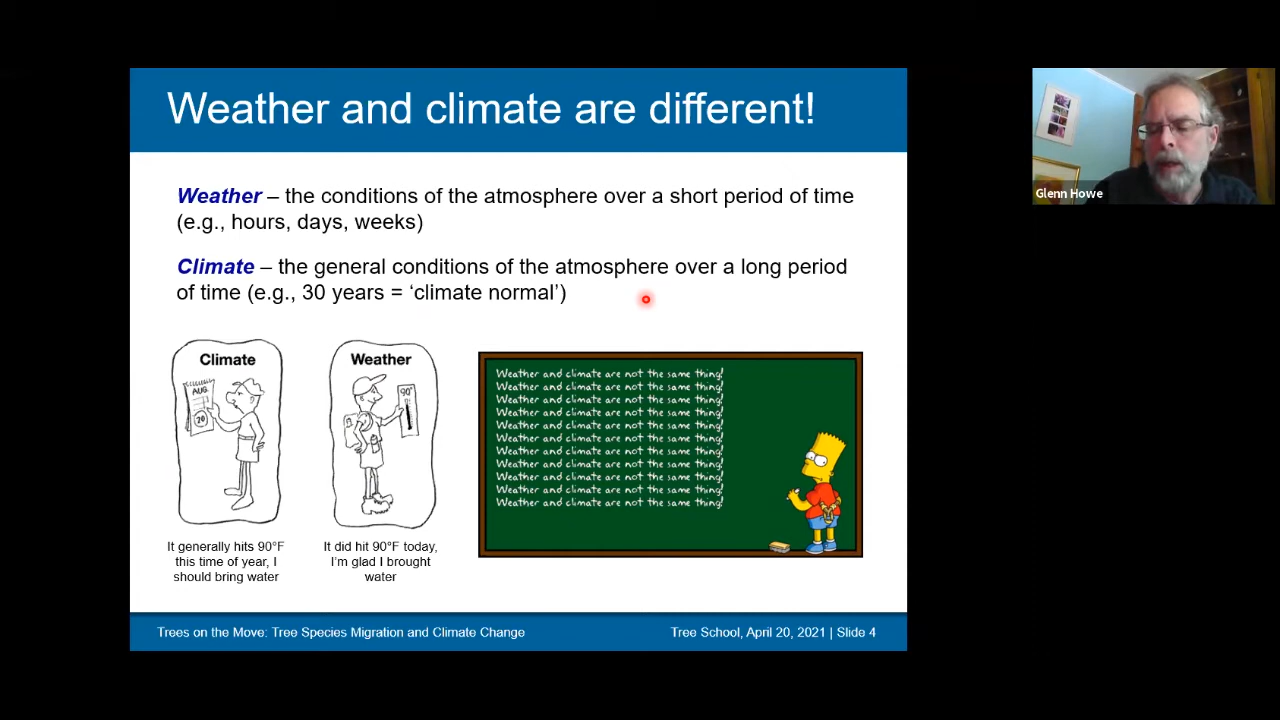 Weather and climate are different!
Weather – the conditions of the atmosphere over a short period of time
(e.g., hours, days, weeks)
Climate – the general conditions of the atmosphere over a long period
of time (e.g., 30 years = ‘climate normal’)
Climate
AUG
20
It generally hits 90°F
this time of year, I
should bring water
Weather
90°
It did hit 90°F today,
I’m glad I brought
water
Weather and climate are not the same thing!
Weather and climate are not the same thing!
Weather and climate are not the same thing!
Weather and climate are not the same thing!
Weather and climate are not the same thing!
Weather and climate are not the same thing!
Weather and climate are not the same thing!
Weather and climate are not the same thing!
Weather and climate are not the same thing!
Weather and climate are not the same thing!
Weather and climate are not the same thing!
Trees on the Move: Tree Species Migration and Climate Change
Tree School, April 20, 2021 | Slide 4
Glenn Howe